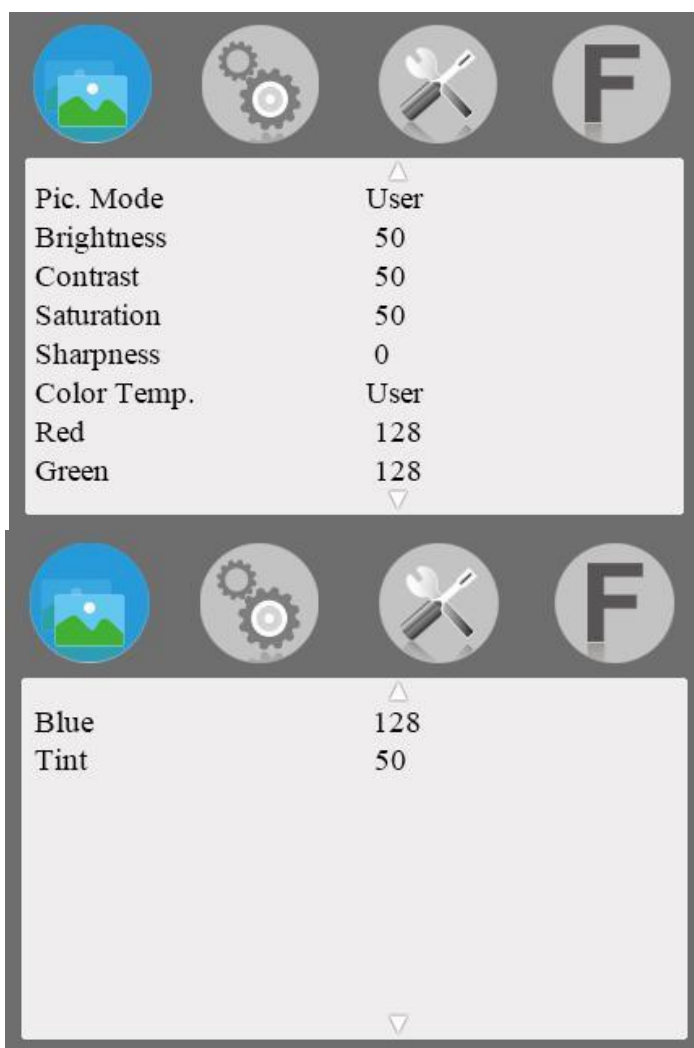 F
Pic. Mode User
Brightness 50
Contrast 50
Saturation 50
Sharpness 0
Color Temp. User
Red 128
Green 128
F
Blue 128
Tint 50